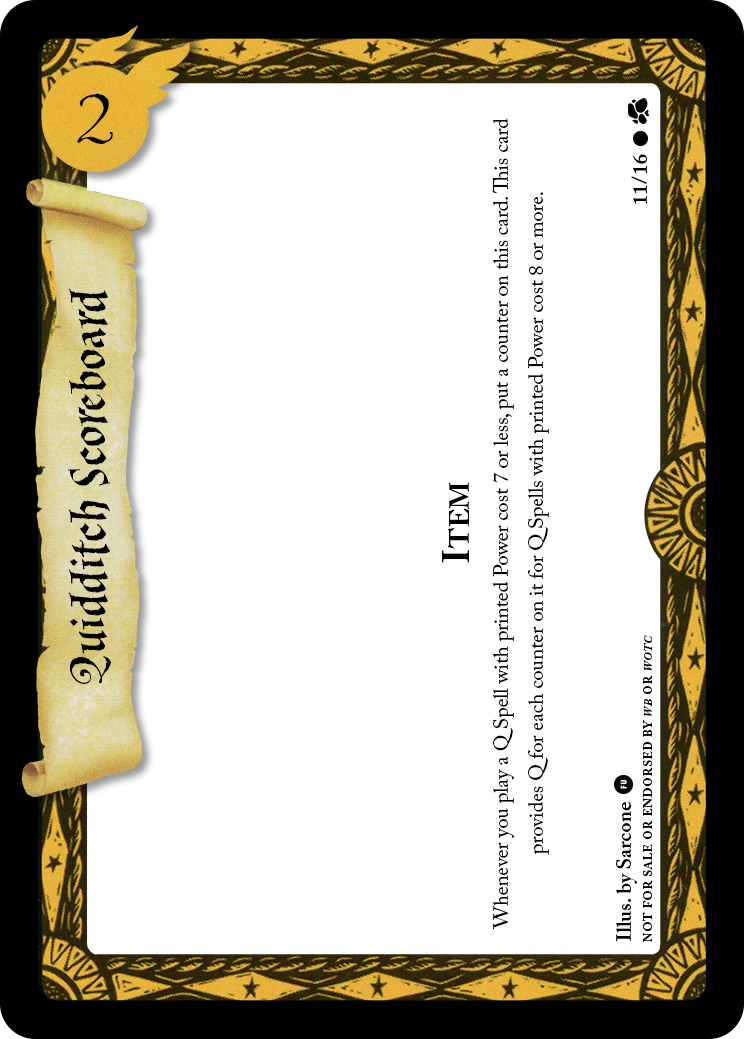 2
Quidditch Scoreboard
ITEM
Whenever you play a Q Spell with printed Power cost 7 or less, put a counter on this card. This card
provides Q for each counter on it for Q Spells with printed Power cost 8 or more.
Illus. by Sarcone FU
NOT FOR SALE OR ENDORSED BY WB OR WOTC
11/16